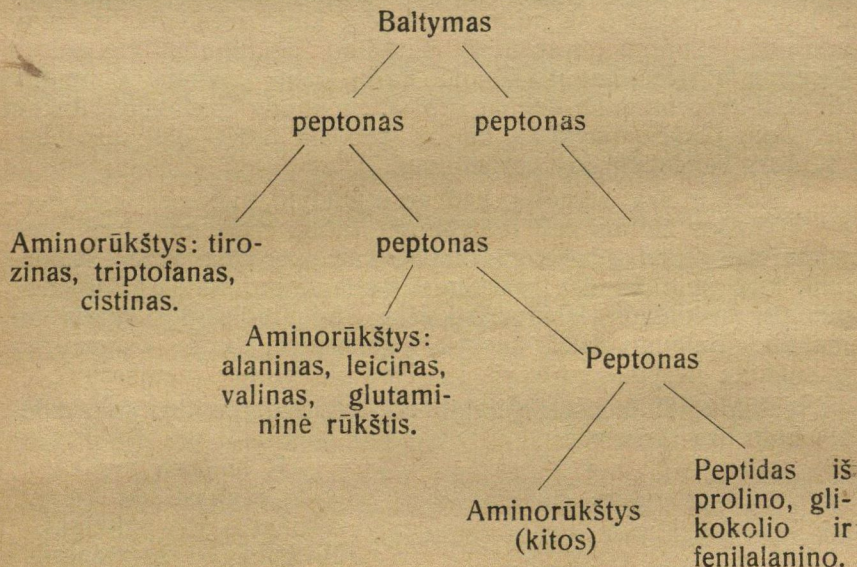 Baltymas
peptonas peptonas
Aminorūkštys: tiro-
zinas, triptofanas,
cistinas.
peptonas
Aminorūkštys:
alaninas, leicinas,
valinas, glutami-
ninė rūkštis.
Peptonas
Aminorūkštys
(kitos)
Peptidas iš
prolino, gli-
kokolio ir
fenilalanino.